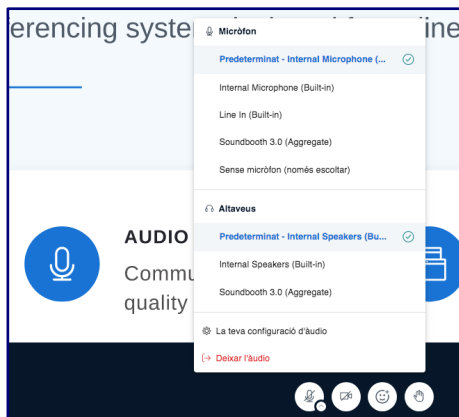 erencing syste
line
Micròfon
Predeterminat - Internal Microphone (...
Internal Microphone (Built-in)
Line In (Built-in)
Soundbooth 3.0 (Aggregate)
Sense micròfon (només escoltar)
Altaveus
Predeterminat - Internal Speakers (Bu...
Internal Speakers (Built-in)
Soundbooth 3.0 (Aggregate)
La teva configuració d'àudio
Deixar l'àudio
AUDIO
Commu
quality